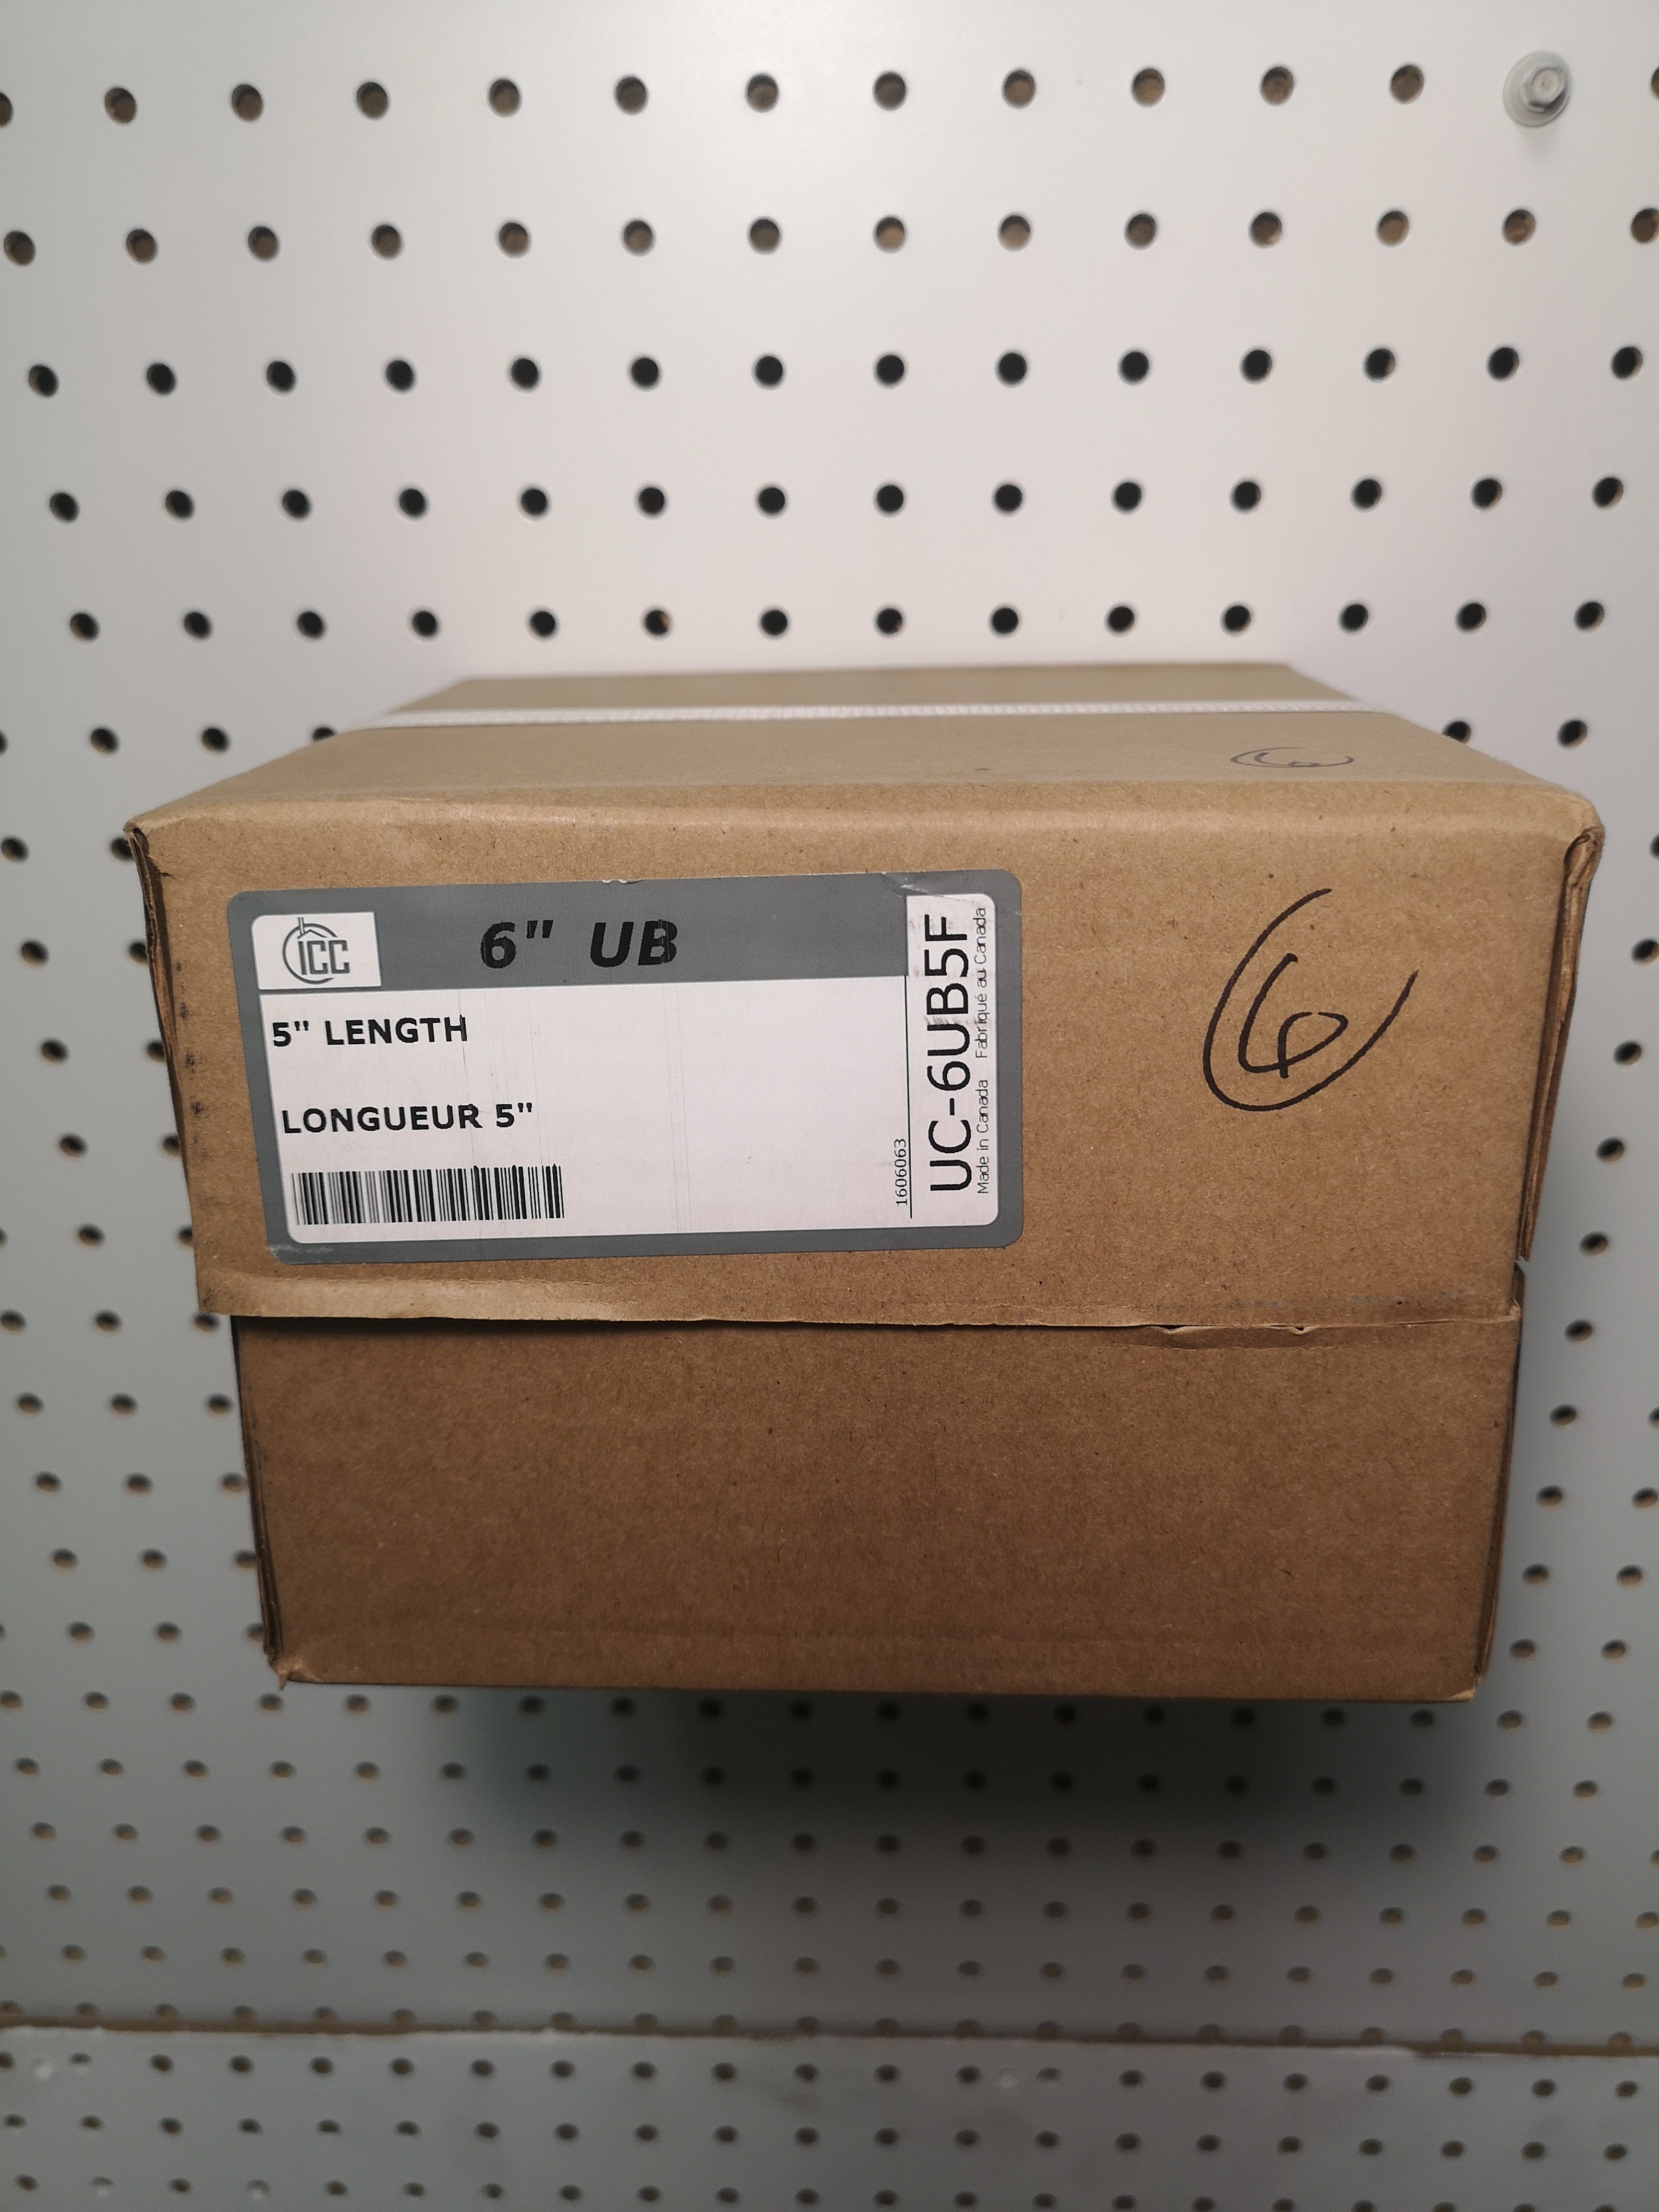 6
ICC
6" UB
5" LENGTH
LONGUEUR 5"
1606063
UC-6UB5F
Made in Canada Fabriqué au Canada
6